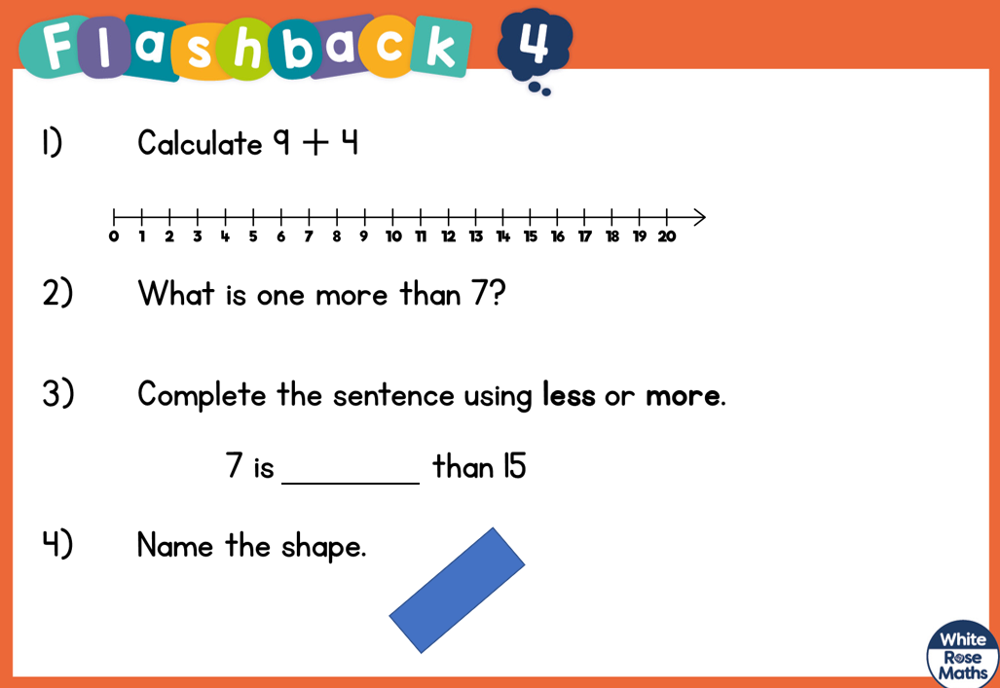 Flashback 4
1) Calculate 9 + 4
0 1 2 3 4 5 6 7 8 9 10 11 12 13 14 15 16 17 18 19 20
2) What is one more than 7?
3) Complete the sentence using less or more.
7 is __________ than 15
4) Name the shape.
White
Rose
Maths